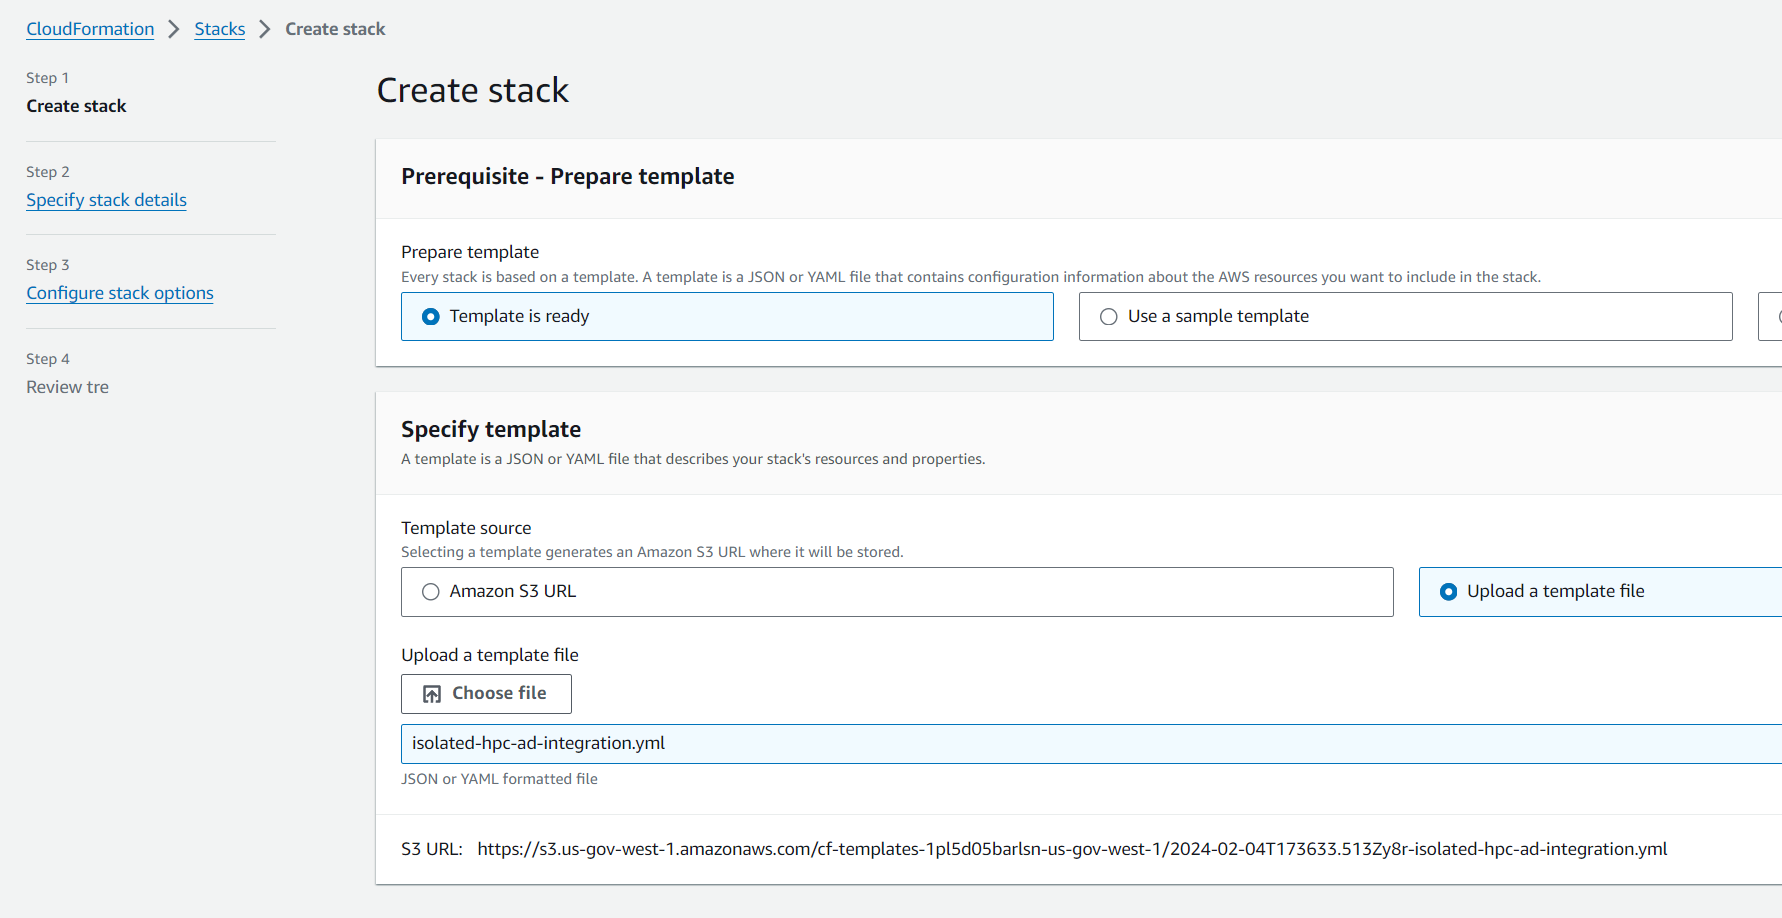 CloudFormation > Stacks > Create stack
Step 1
Create stack
Step 2
Specify stack details
Step 3
Configure stack options
Step 4
Review tre
Create stack
Prerequisite - Prepare template
Prepare template
Every stack is based on a template. A template is a JSON or YAML file that contains configuration information about the AWS resources you want to include in the stack.
Template is ready
Use a sample template
Specify template
A template is a JSON or YAML file that describes your stack's resources and properties.
Template source
Selecting a template generates an Amazon S3 URL where it will be stored.
Amazon S3 URL
Upload a template file
Upload a template file
Choose file
isolated-hpc-ad-integration.yml
JSON or YAML formatted file
S3 URL: https://s3.us-gov-west-1.amazonaws.com/cf-templates-1pl5d05barlsn-us-gov-west-1/2024-02-04T173633.513Zy8r-isolated-hpc-ad-integration.yml